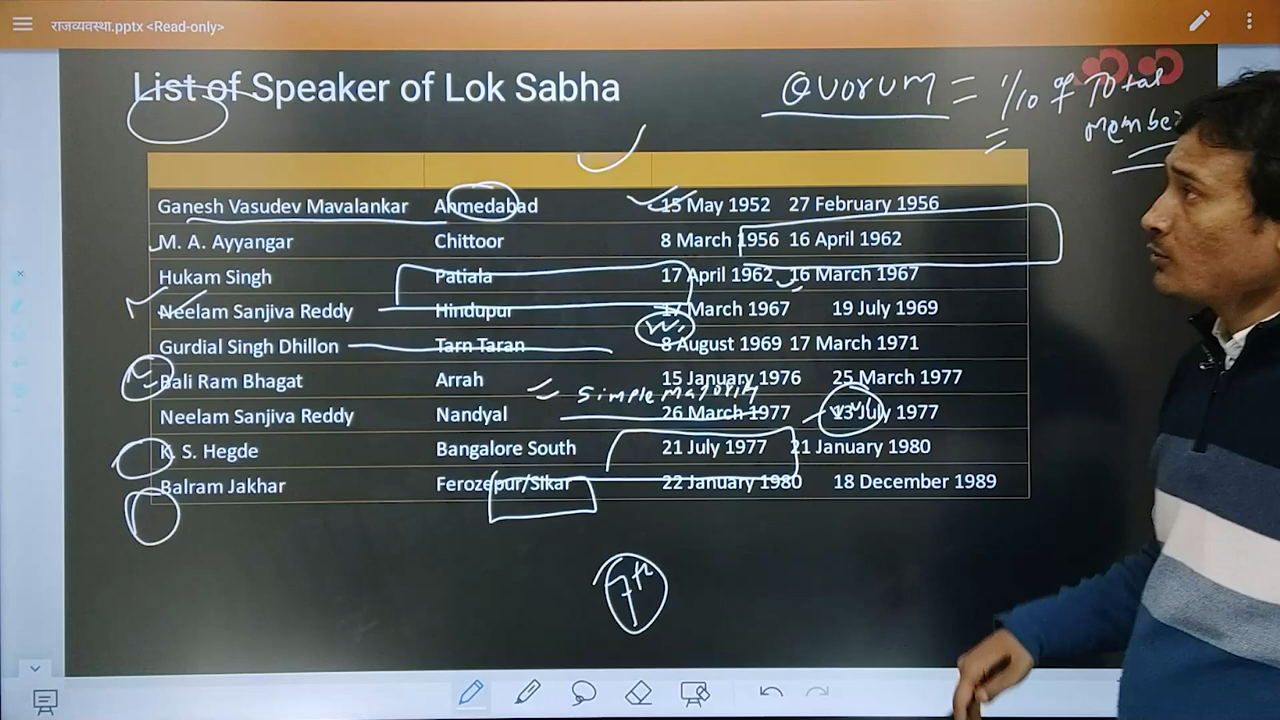 राजव्यवस्था.pptx <Read-only>
List of Speaker of Lok Sabha
Quorum = 1/10 of Total
member
Ganesh Vasudev Mavalankar Ahmedabad 15 May 1952 27 February 1956
M. A. Ayyangar Chittoor 8 March 1956 16 April 1962
Hukam Singh Patiala 17 April 1962 16 March 1967
Neelam Sanjiva Reddy Hindupur 17 March 1967 19 July 1969
Gurdial Singh Dhillon Tarn Taran 8 August 1969 17 March 1971
Bali Ram Bhagat Arrah 15 January 1976 25 March 1977
Simple majority
Neelam Sanjiva Reddy Nandyal 26 March 1977 13 July 1977
K. S. Hegde Bangalore South 21 July 1977 21 January 1980
Balram Jakhar Ferozepur/Sikar 22 January 1980 18 December 1989
7th